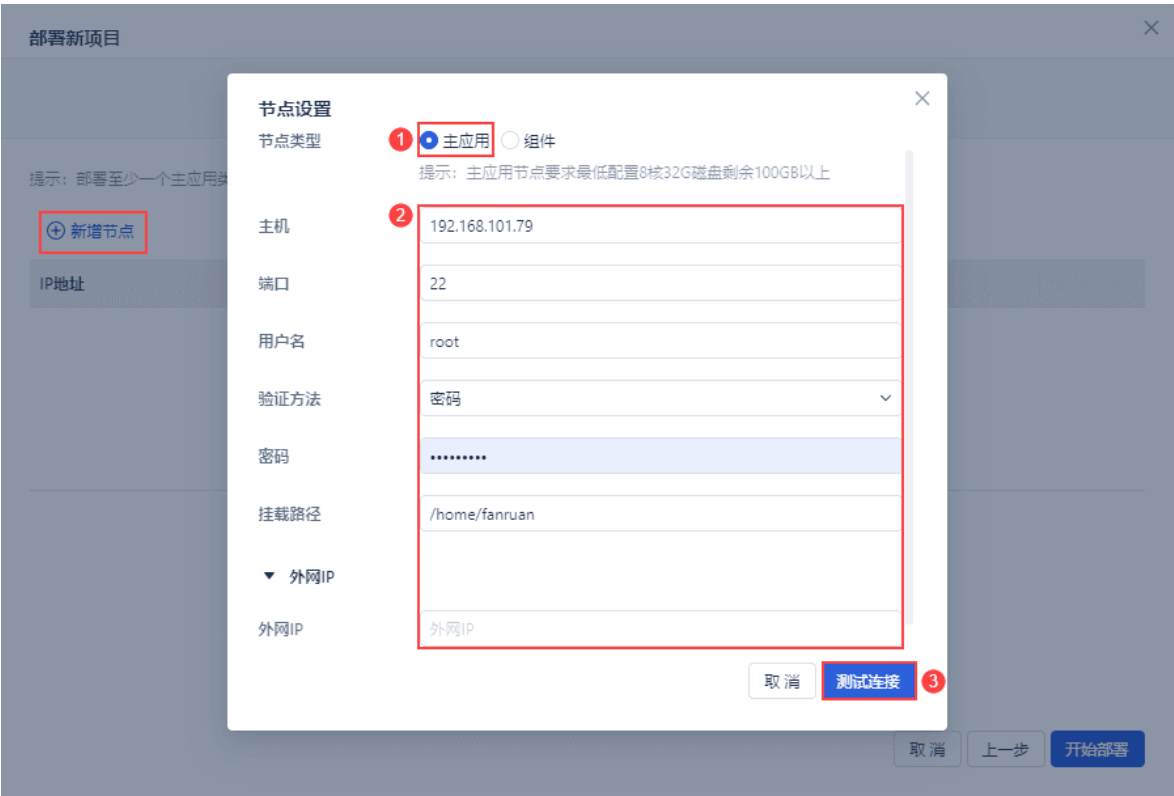 部署新项目
节点设置
节点类型
1
主应用
组件
提示：主应用节点要求最低配置8核32G磁盘剩余100GB以上
提示：部署至少一个主应用类
新增节点
IP地址
2
主机
192.168.101.79
端口
22
用户名
root
验证方法
密码
密码
•••••••••
挂载路径
/home/fanruan
外网IP
外网IP
外网IP
取消
测试连接
3
取消
上一步
开始部署